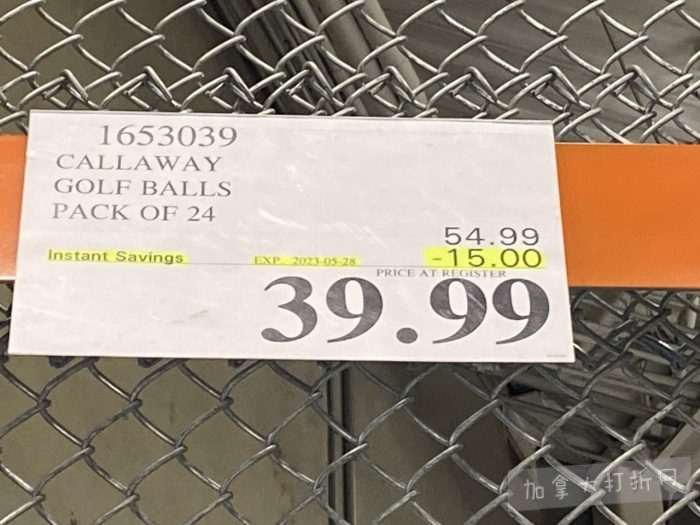 1653039
CALLAWAY
GOLF BALLS
PACK OF 24
54.99
Instant Savings EXP. 2023-05-28 -15.00
PRICE AT REGISTER
39.99
加拿大打折网